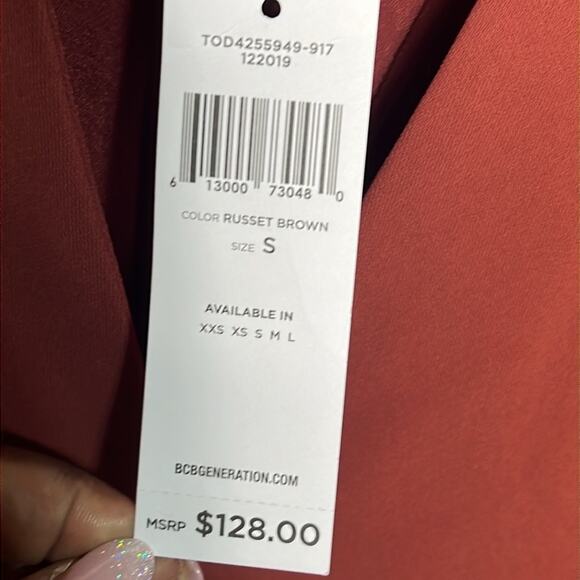 TOD4255949-917
122019
6 13000 73048 0
COLOR RUSSET BROWN
SIZE S
AVAILABLE IN
XXS XS S M L
BCBGENERATION.COM
MSRP $128.00